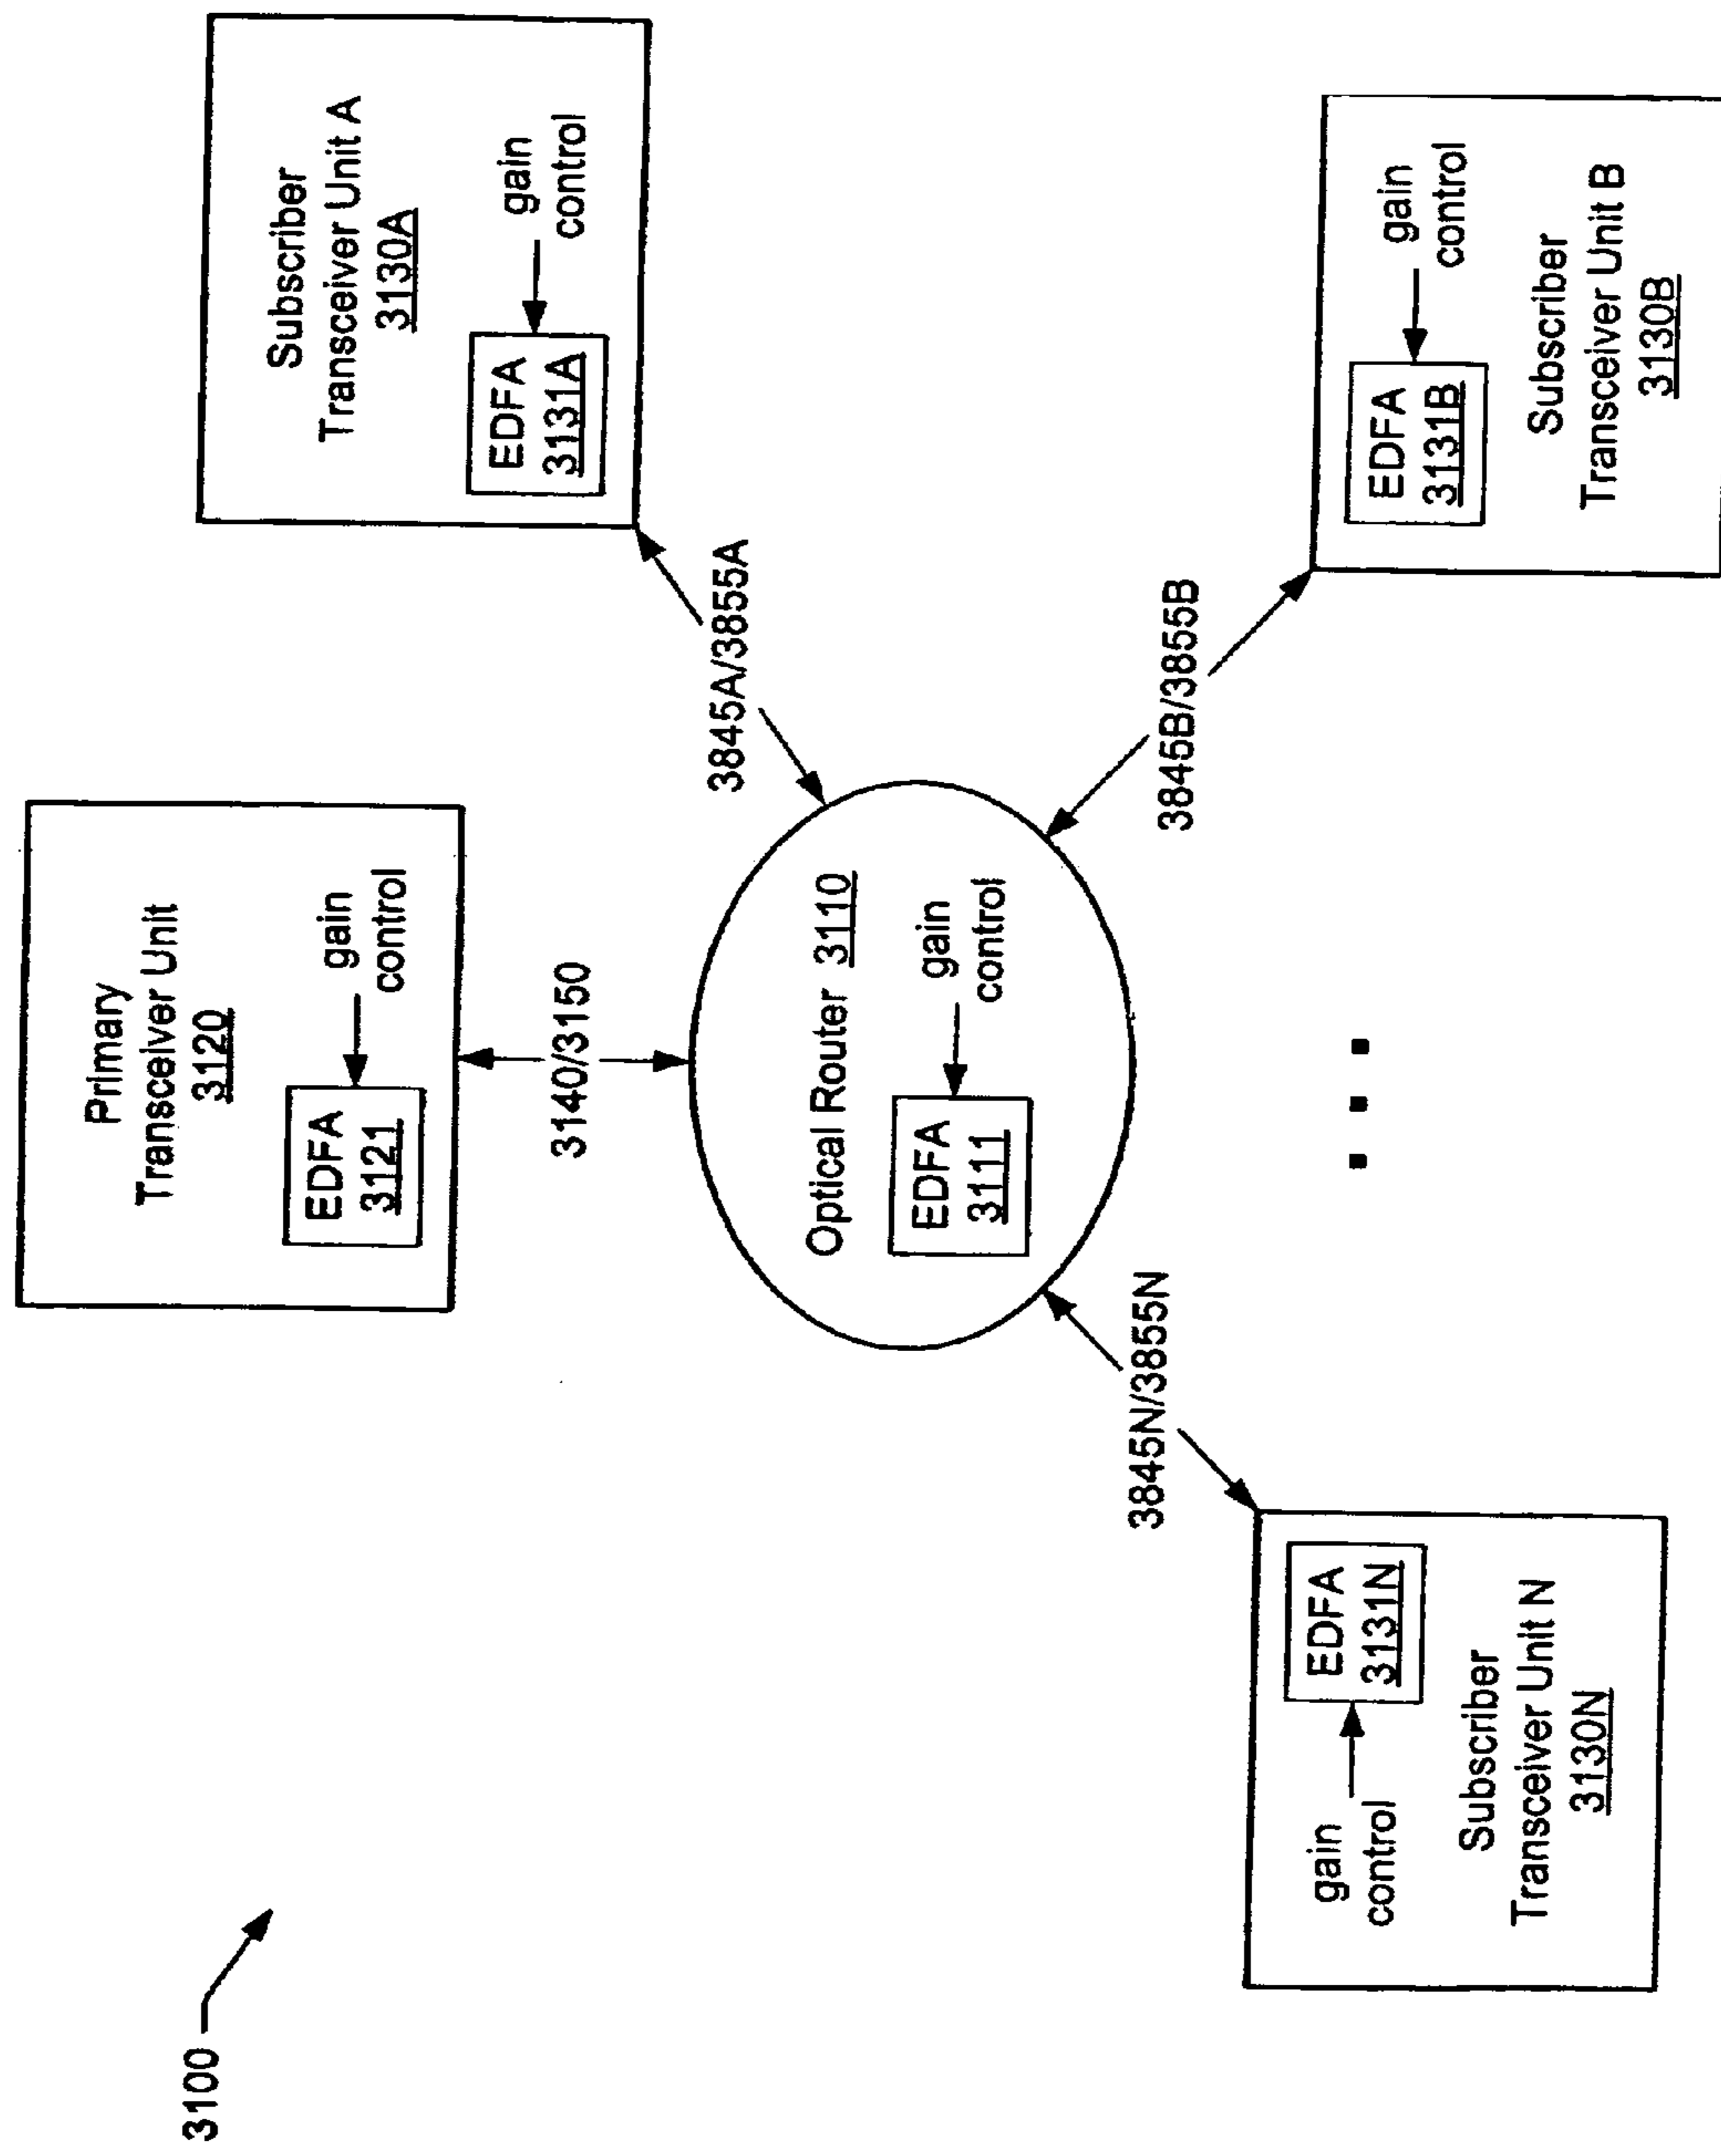 3100
Primary
Transceiver Unit
3120
EDFA
3121
gain
control
Subscriber
Transceiver Unit A
3130A
EDFA
3131A
gain
control
3140/3150
3845A/3855A
Optical Router 3110
EDFA
3111
gain
control
3845N/3855N
3845B/3855B
gain
control
EDFA
3131N
Subscriber
Transceiver Unit N
3130N
EDFA
3131B
gain
control
Subscriber
Transceiver Unit B
3130B